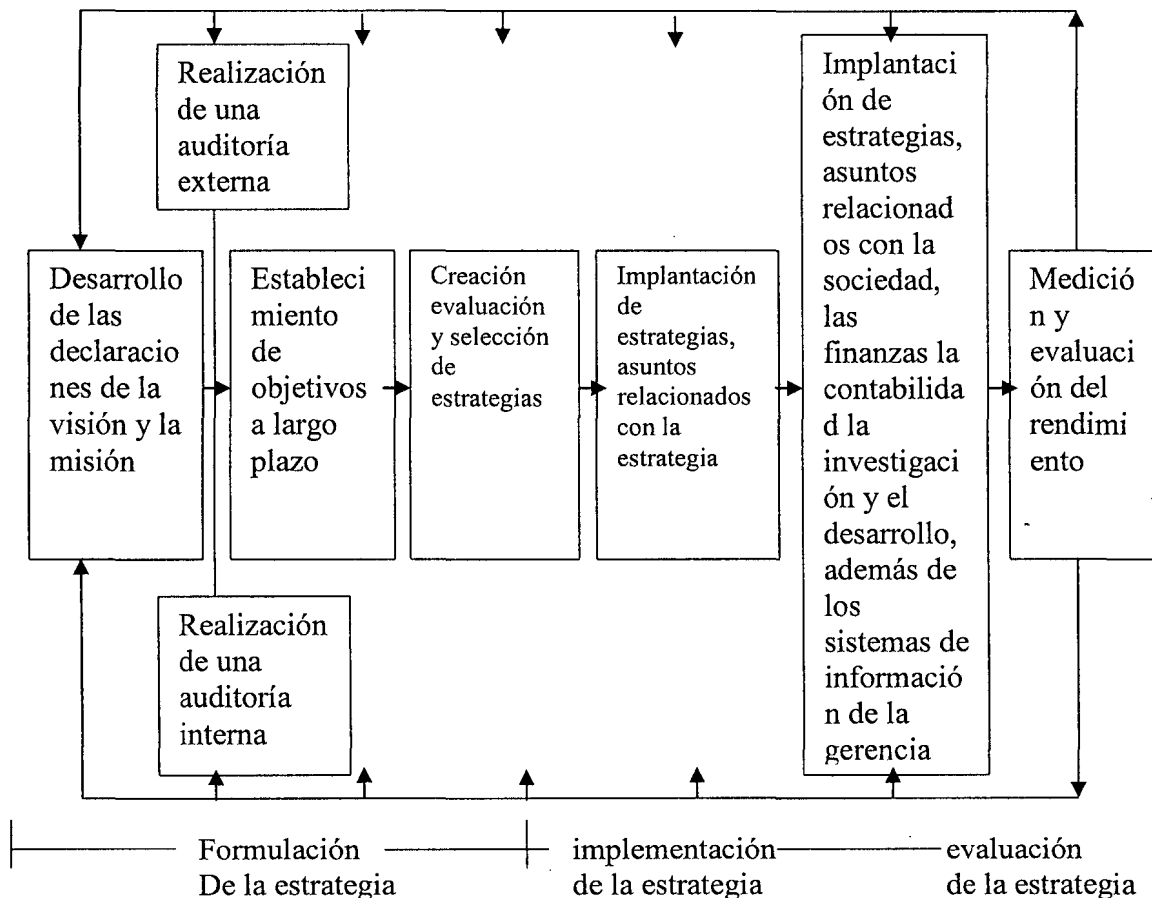 Realización
de una
auditoría
externa
Desarrollo
de las
declaracio
nes de la
visión y la
misión
Realización
de una
auditoría
interna
Estableci
miento
de
objetivos
a largo
plazo
Creación
evaluación
y selección
de
estrategias
Implantación
de
estrategias,
asuntos
relacionados
con la
estrategia
Implantaci
ón de
estrategias,
asuntos
relacionad
os con la
sociedad,
las
finanzas la
contabilida
d la
investigaci
ón y el
desarrollo,
además de
los
sistemas de
informació
n de la
gerencia
Medició
n y
evaluaci
ón del
rendimi
ento
Formulación
De la estrategia
implementación
de la estrategia
evaluación
de la estrategia